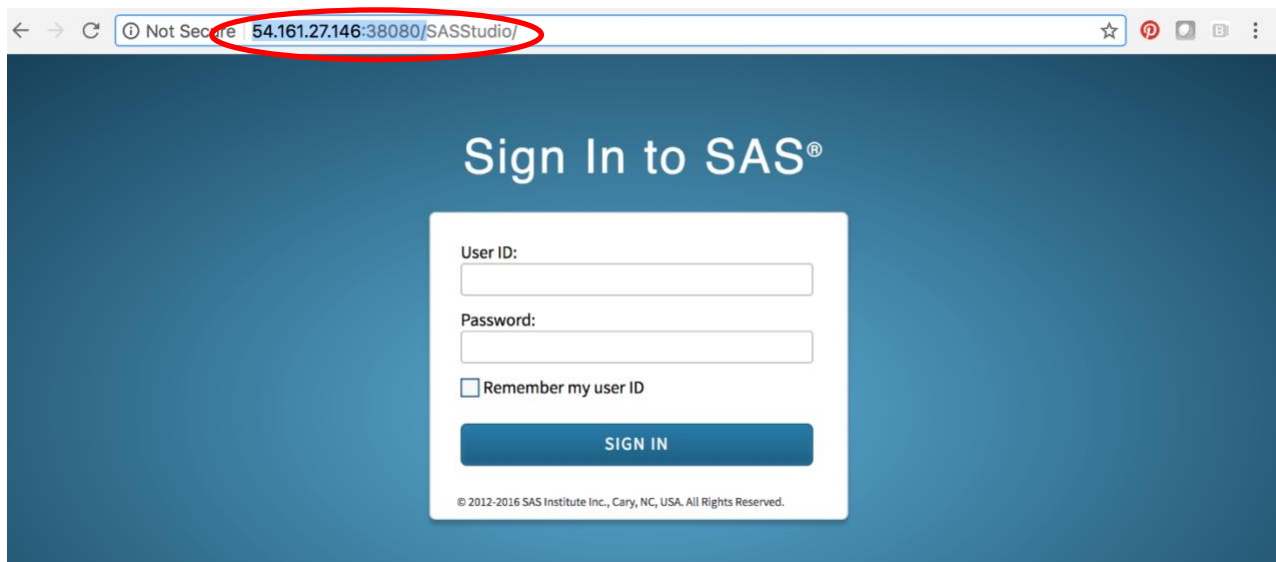 Not Secure 54.161.27.146:38080/SASStudio/
Sign In to SAS®
User ID:
Password:
Remember my user ID
SIGN IN
© 2012-2016 SAS Institute Inc., Cary, NC, USA. All Rights Reserved.